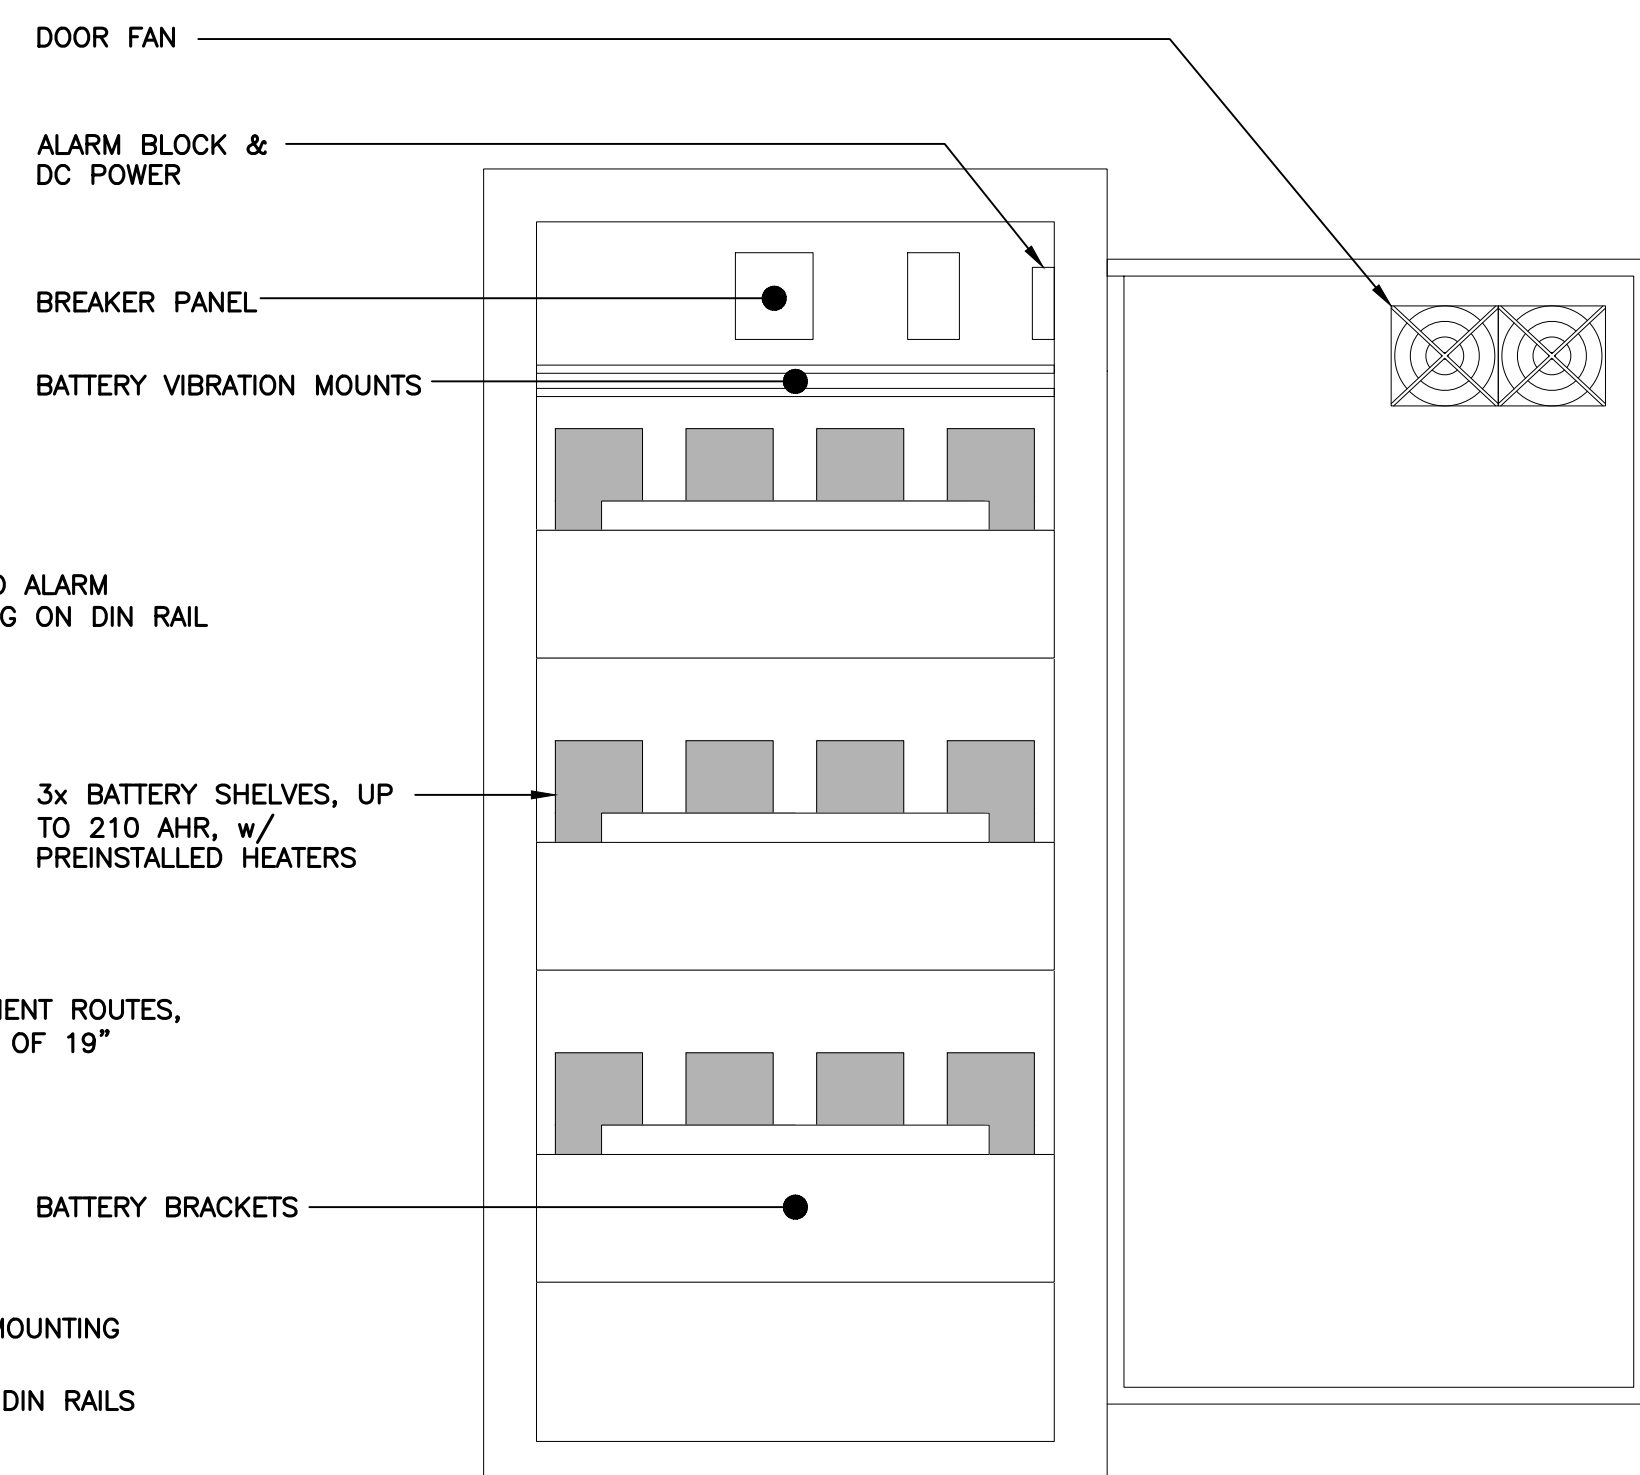 DOOR FAN
ALARM BLOCK &
DC POWER
BREAKER PANEL
BATTERY VIBRATION MOUNTS
ALARM
ON DIN RAIL
3x BATTERY SHELVES, UP
TO 210 AHR, w/
PREINSTALLED HEATERS
ROUTES,
OF 19”
BATTERY BRACKETS
MOUNTING
DIN RAILS